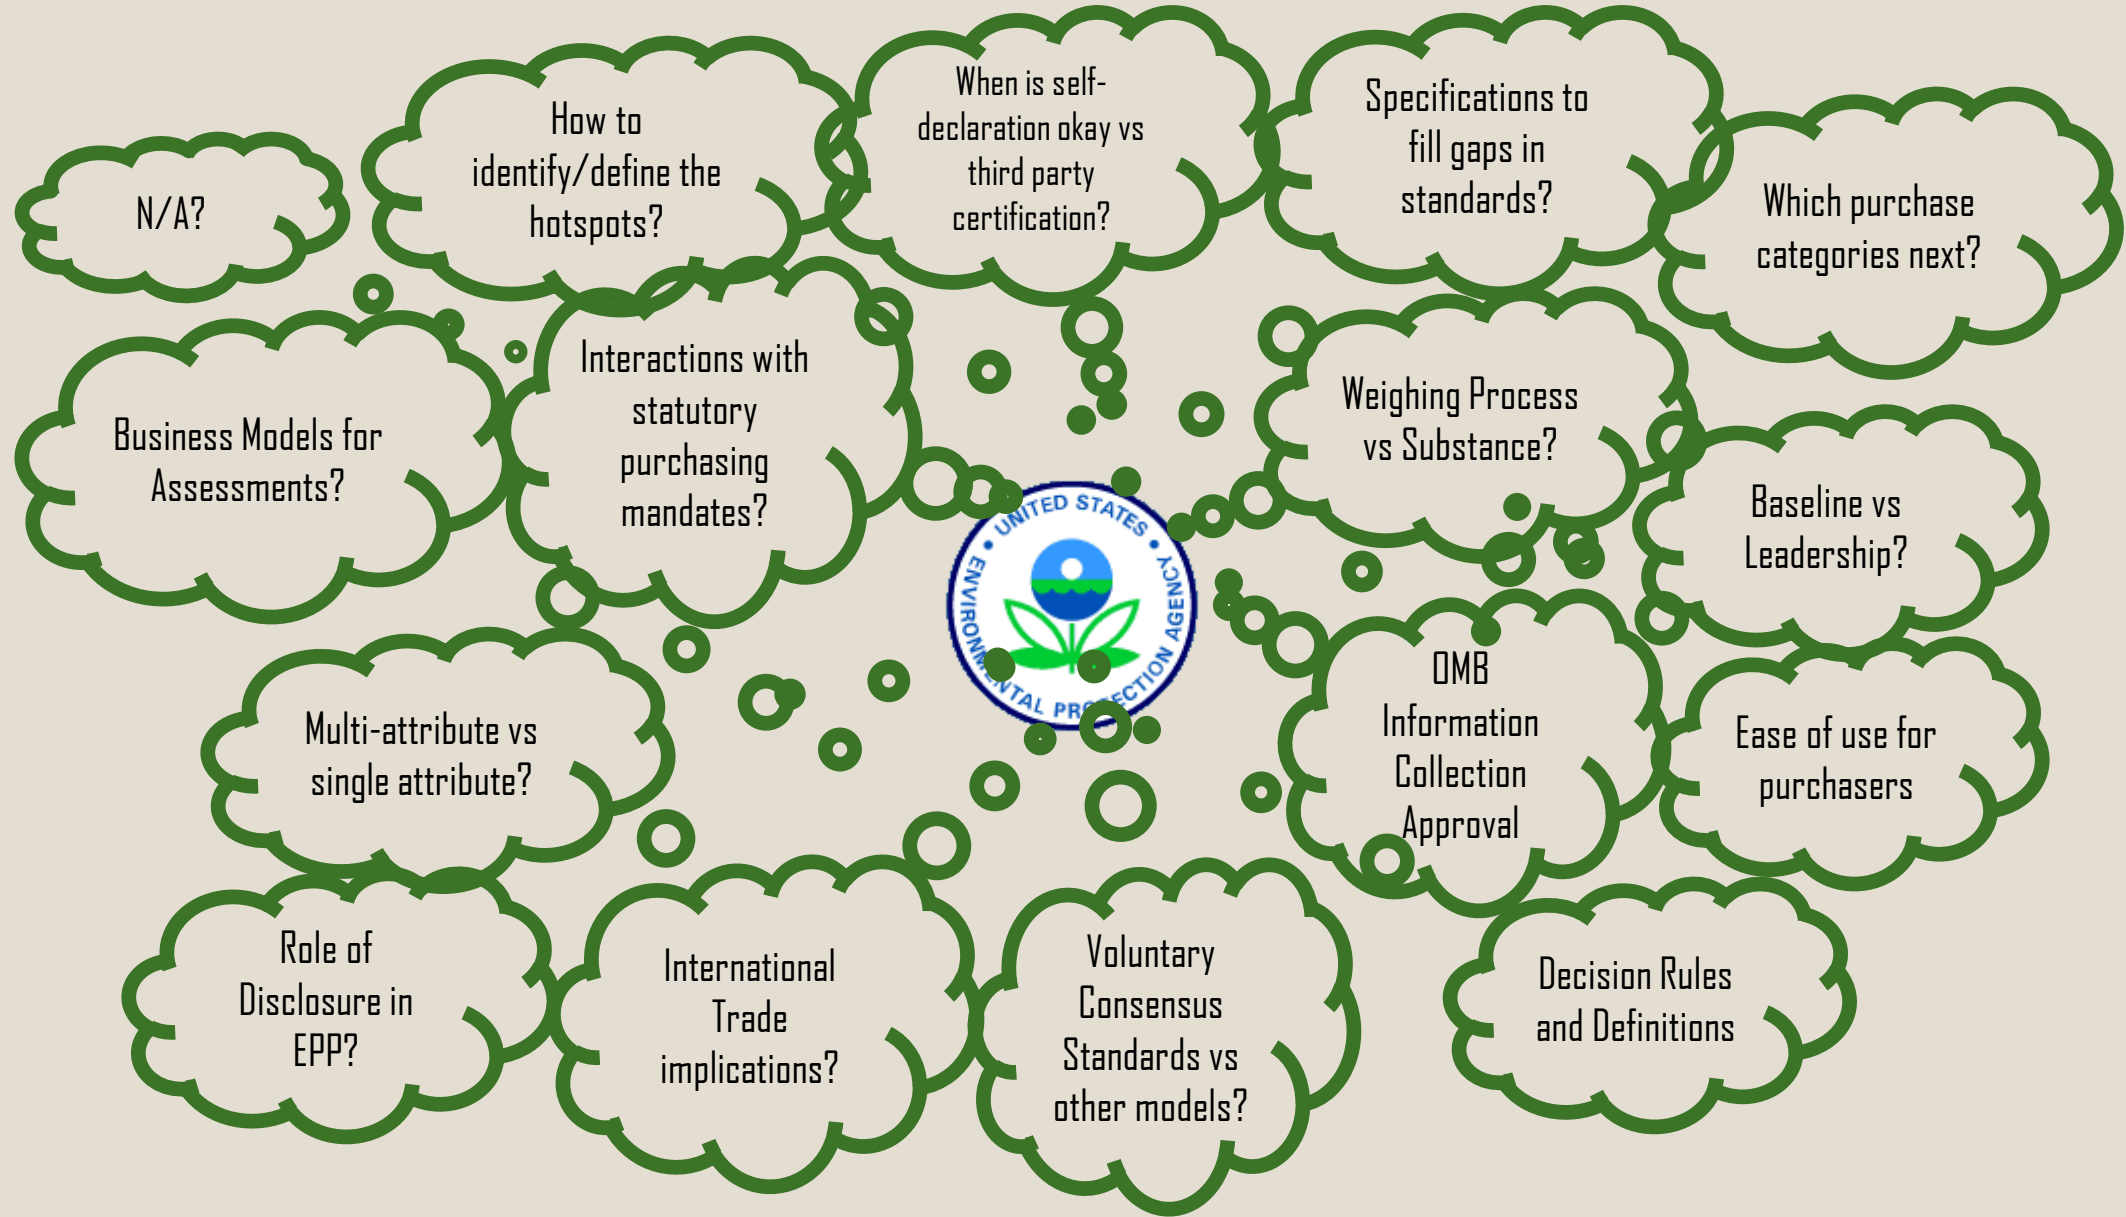 N/A?
How to
identify/define the
hotspots?
When is self-
declaration okay vs
third party
certification?
Specifications to
fill gaps in
standards?
Which purchase
categories next?
Business Models for
Assessments?
Interactions with
statutory
purchasing
mandates?
Weighing Process
vs Substance?
Baseline vs
Leadership?
UNITED STATES
ENVIRONMENTAL PROTECTION AGENCY
Multi-attribute vs
single attribute?
OMB
Information
Collection
Approval
Ease of use for
purchasers
Role of
Disclosure in
EPP?
International
Trade
implications?
Voluntary
Consensus
Standards vs
other models?
Decision Rules
and Definitions